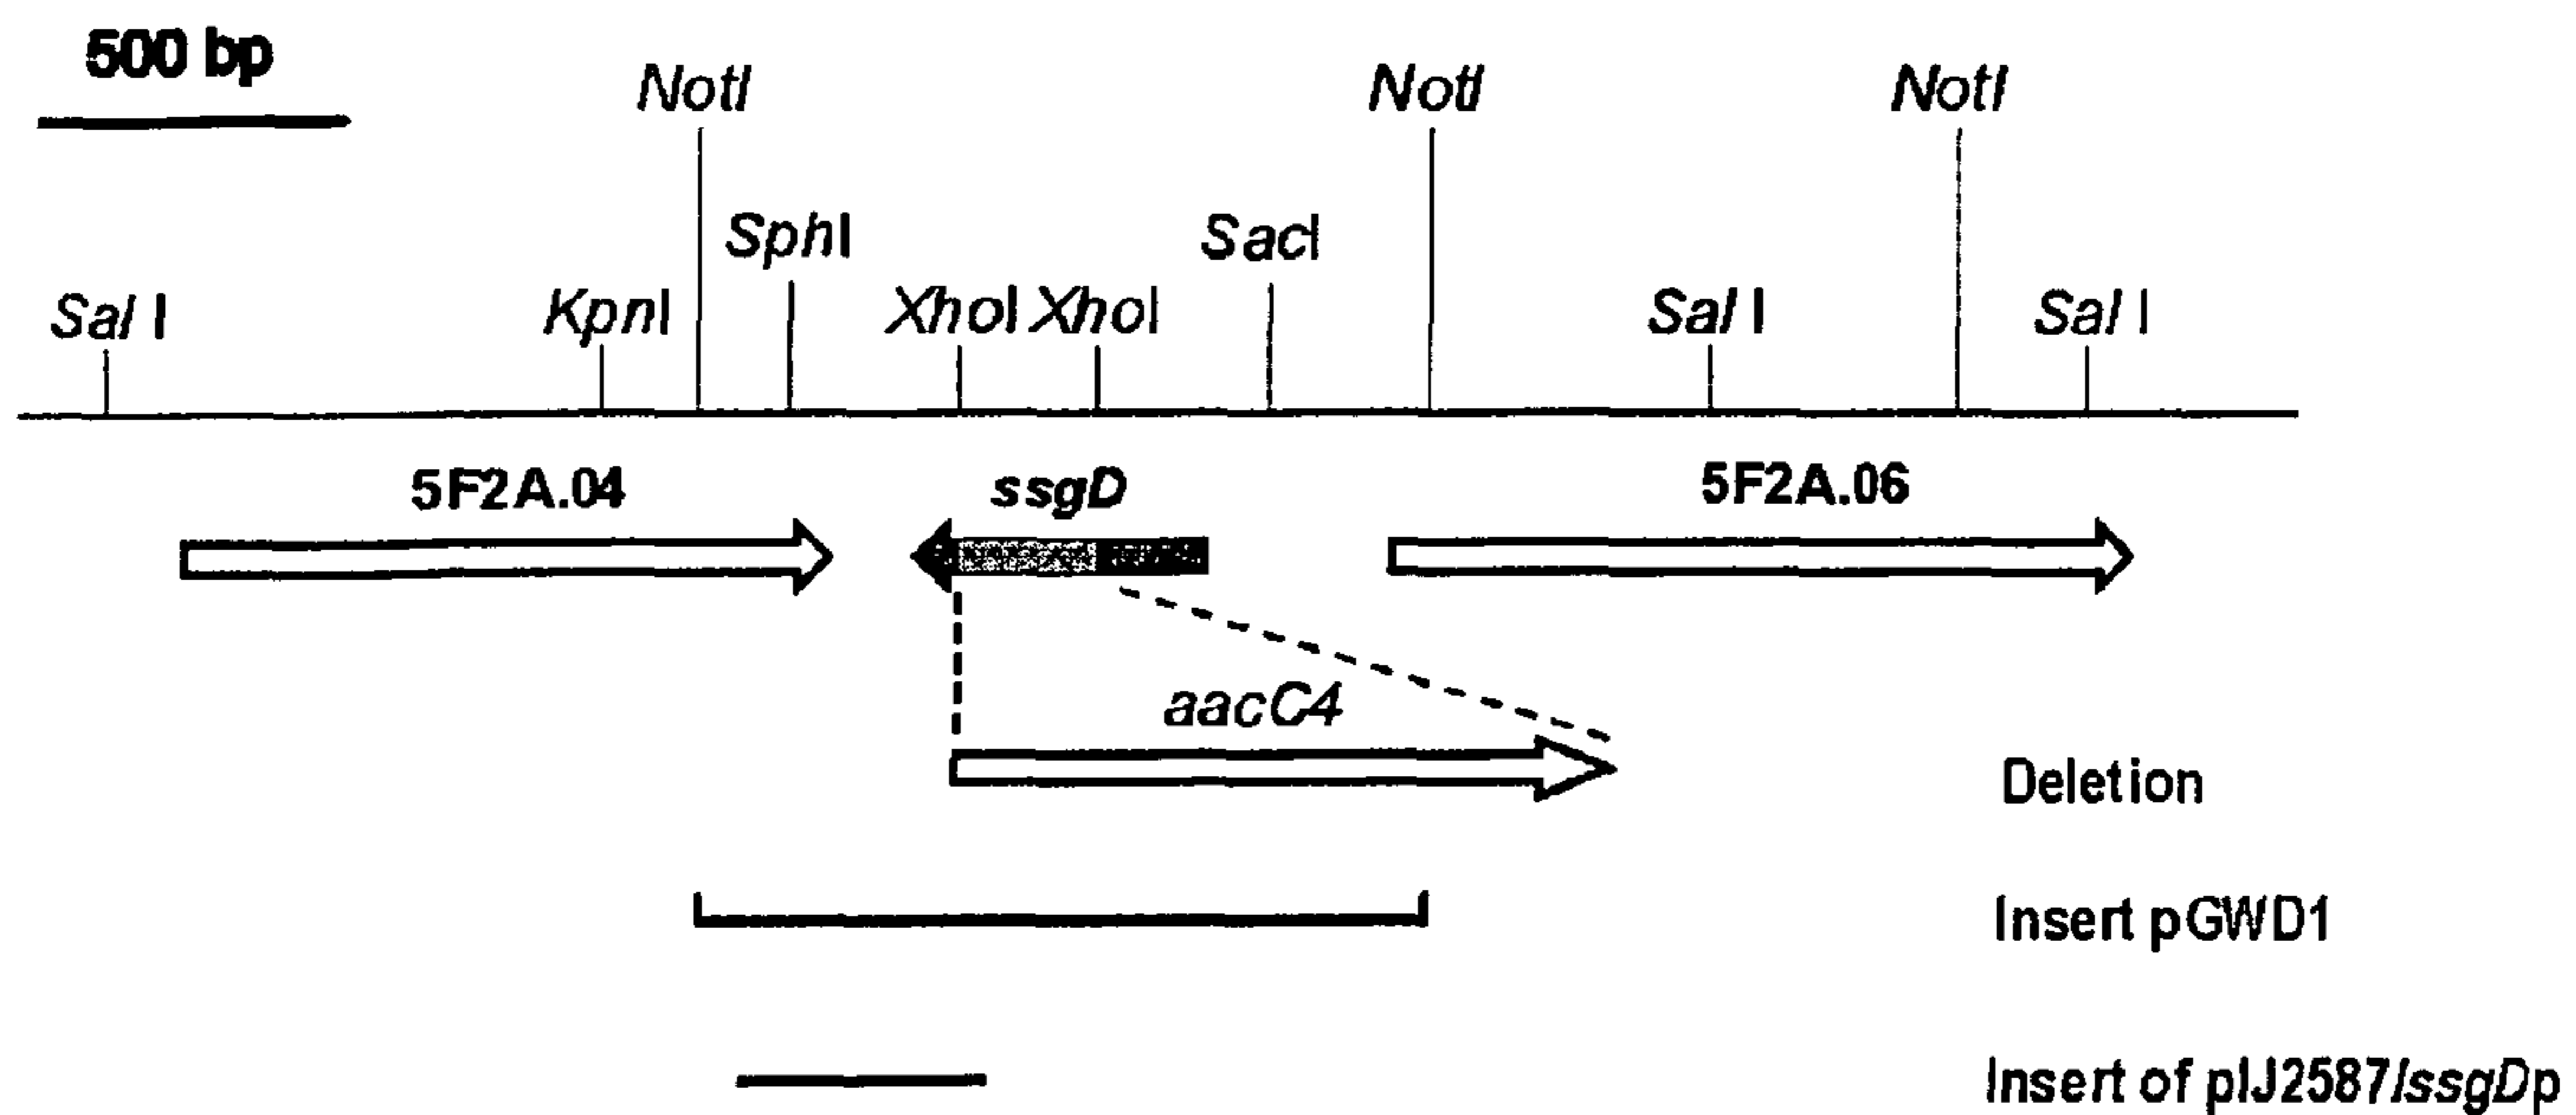 500 bp
NotI NotI NotI
SphI SacI
Sal I KpnI XhoI XhoI Sal I Sal I
5F2A.04 ssgD 5F2A.06
aacC4
Deletion
Insert pGWD1
Insert of pIJ2587/ssgDp